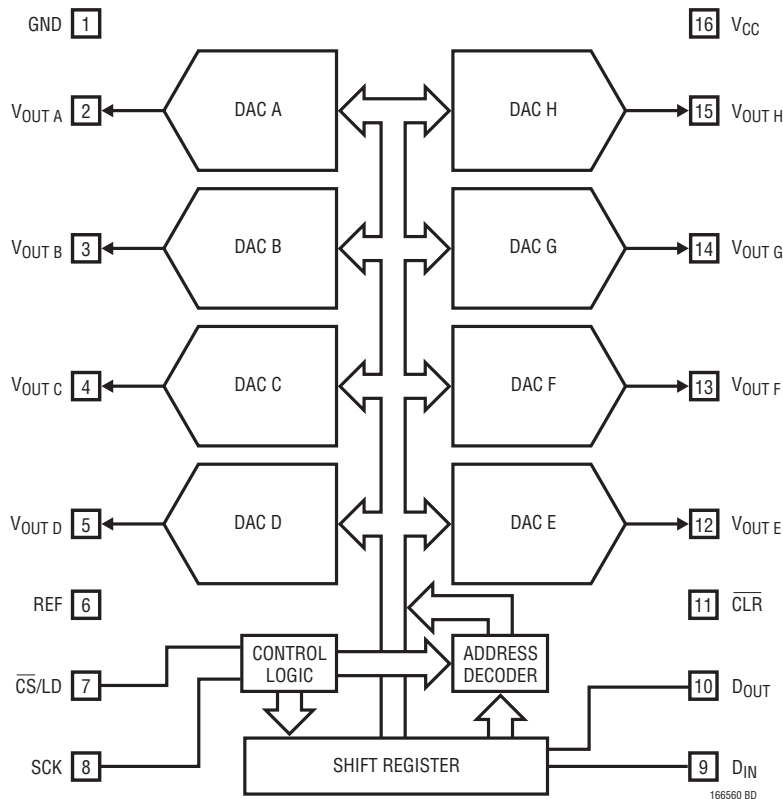 GND 1
16 VCC
VOUT A 2
DAC A
DAC H
15 VOUT H
VOUT B 3
DAC B
DAC G
14 VOUT G
VOUT C 4
DAC C
DAC F
13 VOUT F
VOUT D 5
DAC D
DAC E
12 VOUT E
REF 6
11 C̅L̅R̅
C̅S̅/LD 7
CONTROL
LOGIC
ADDRESS
DECODER
10 DOUT
SCK 8
SHIFT REGISTER
9 DIN
166560 BD